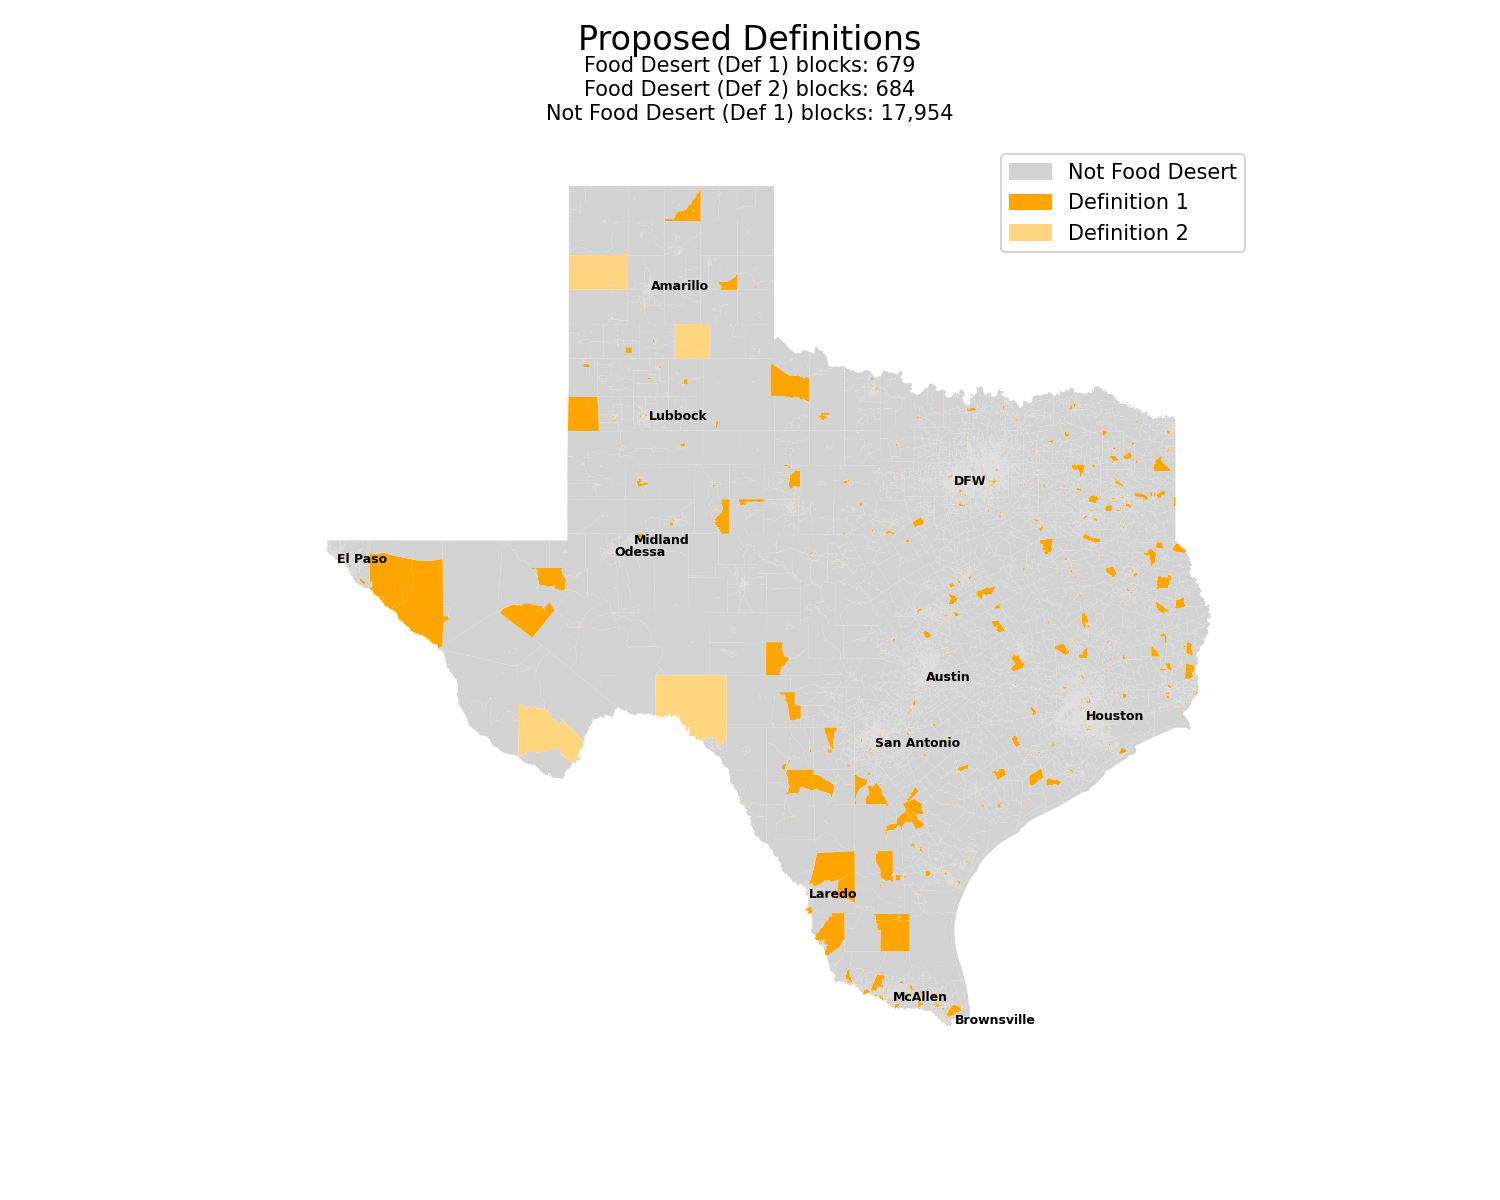 Proposed Definitions
Food Desert (Def 1) blocks: 679
Food Desert (Def 2) blocks: 684
Not Food Desert (Def 1) blocks: 17,954
Not Food Desert
Definition 1
Definition 2
Amarillo
Lubbock
DFW
Midland
Odessa
El Paso
Austin
Houston
San Antonio
Laredo
McAllen
Brownsville